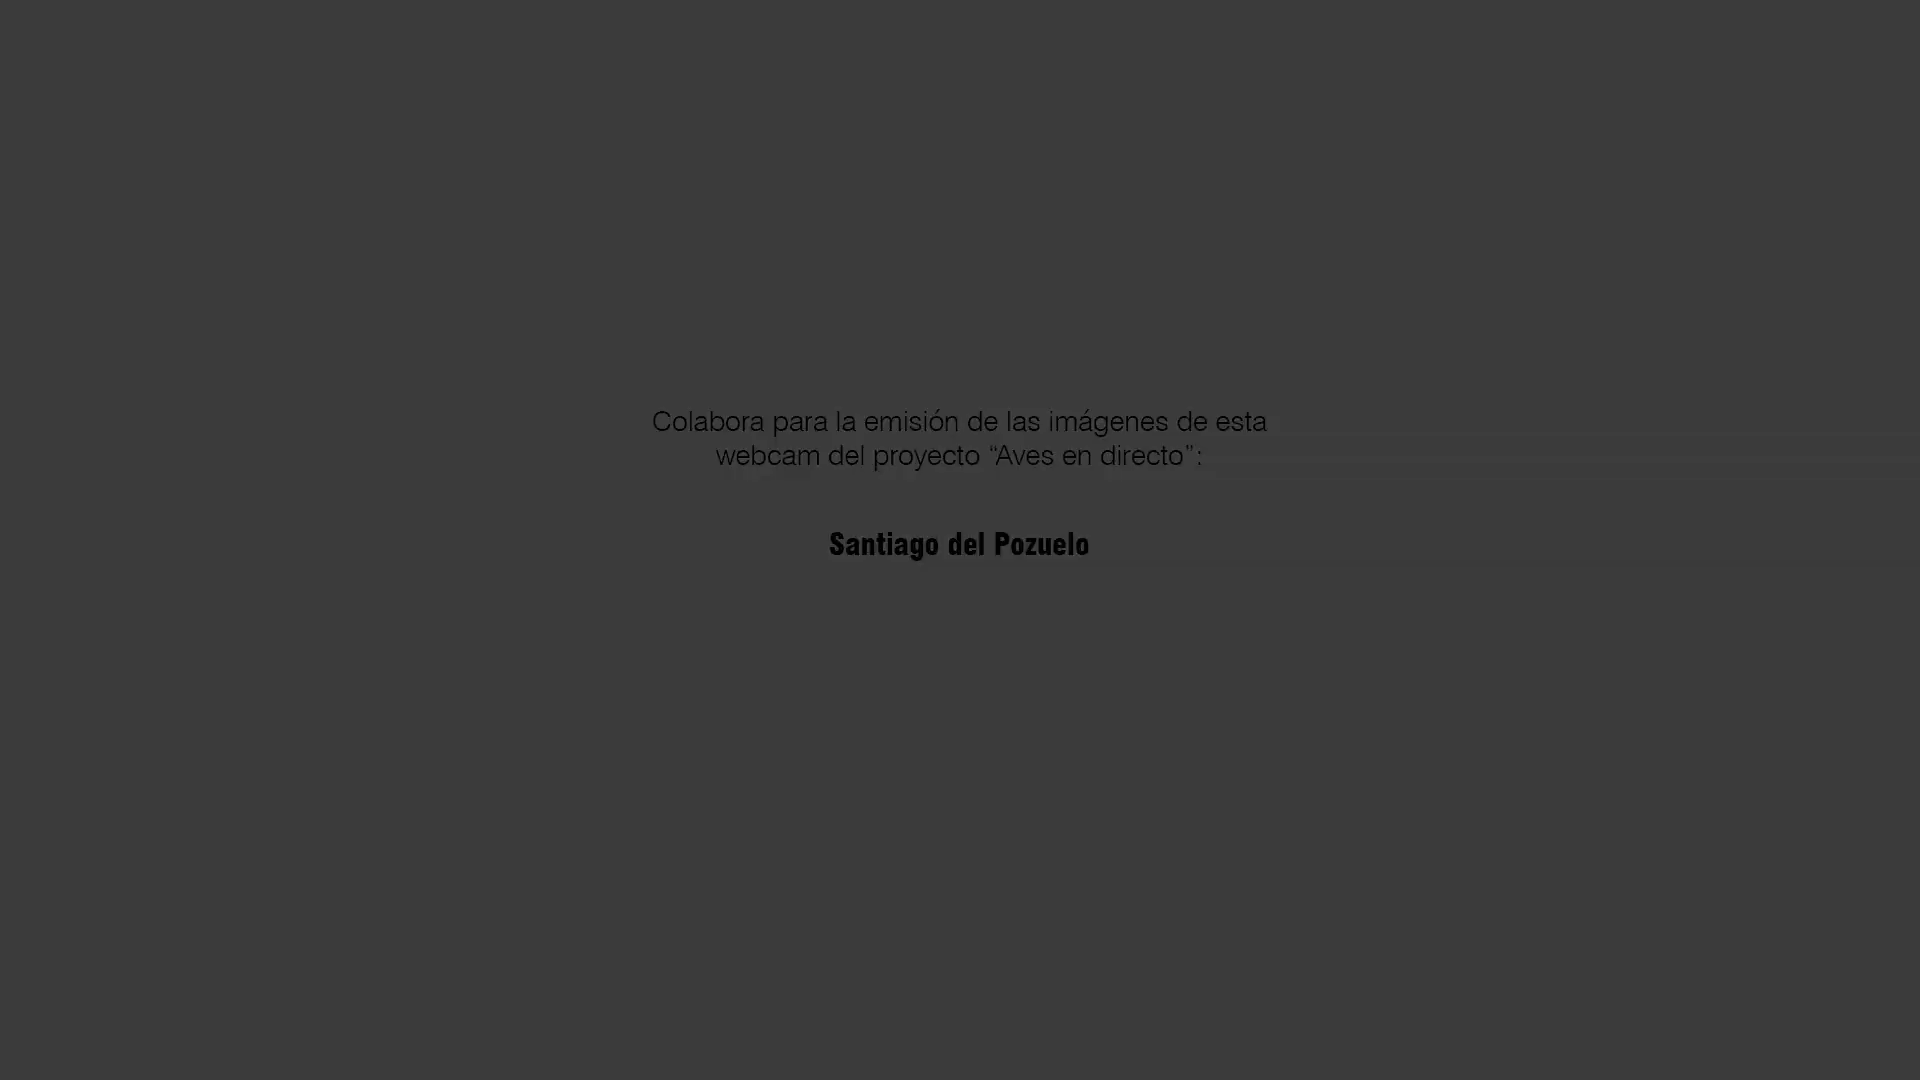 Colabora para la emisión de las imágenes de esta
webcam del proyecto “Aves en directo”:
Santiago del Pozuelo